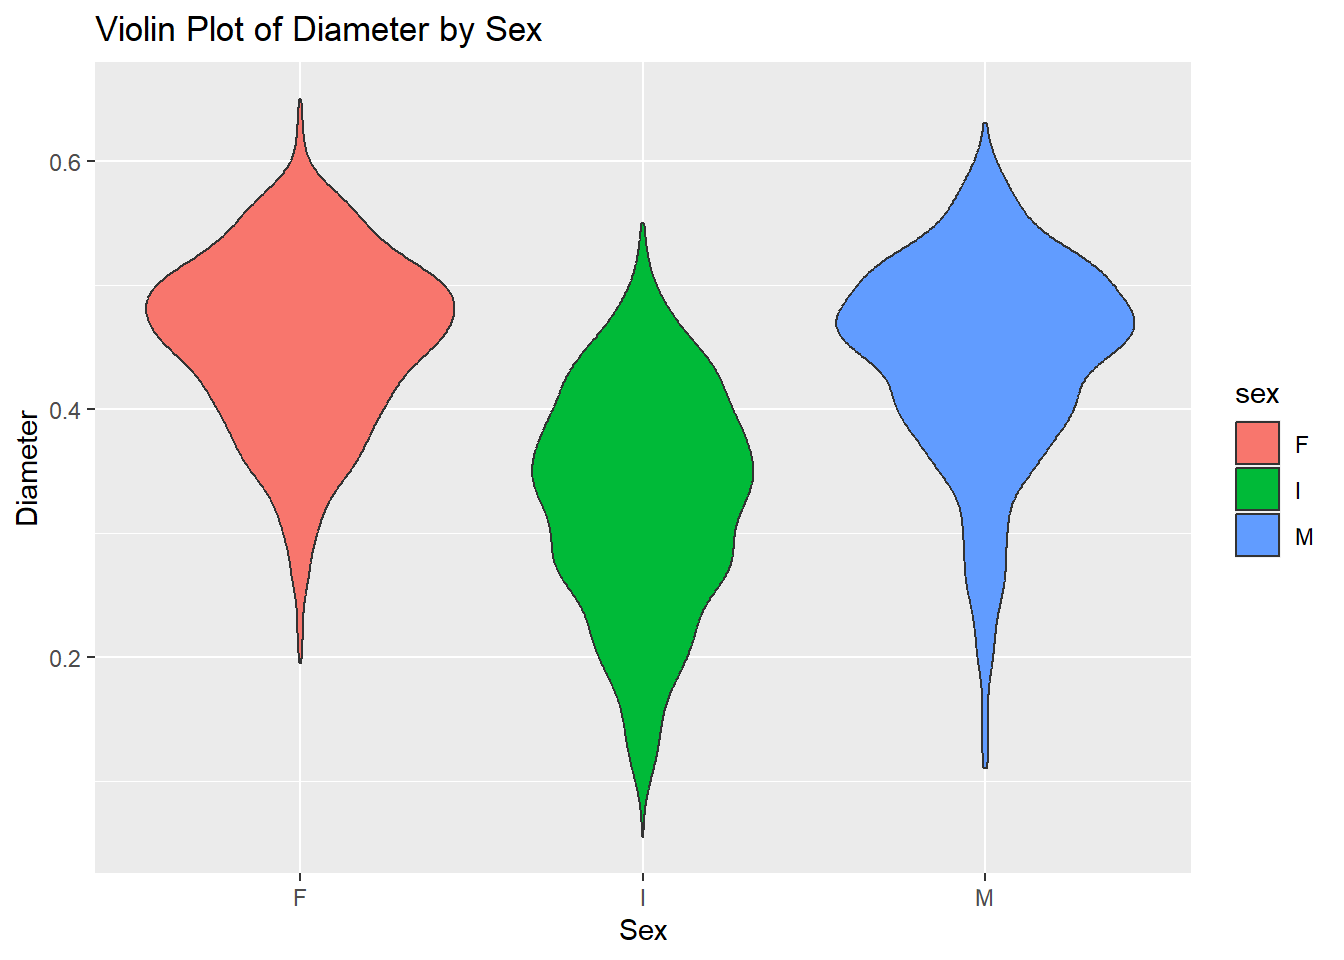 Violin Plot of Diameter by Sex
0.6
0.4
0.2
Diameter
F
I
M
Sex
sex
F
I
M